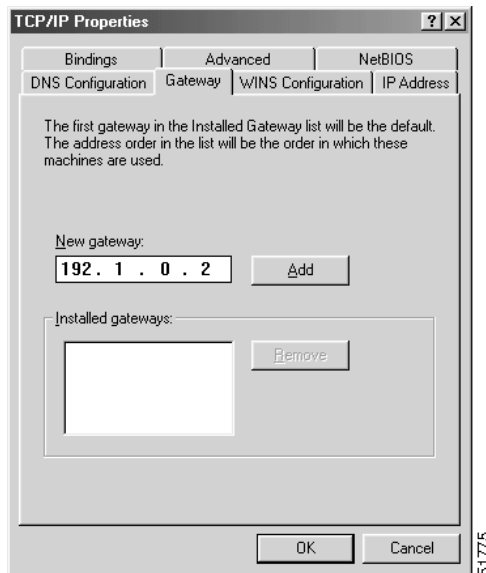 TCP/IP Properties
? ×
Bindings Advanced NetBIOS
DNS Configuration Gateway WINS Configuration IP Address
The first gateway in the Installed Gateway list will be the default.
The address order in the list will be the order in which these
machines are used.
New gateway:
192. 1 . 0 . 2 Add
Installed gateways:
Remove
OK Cancel
51775